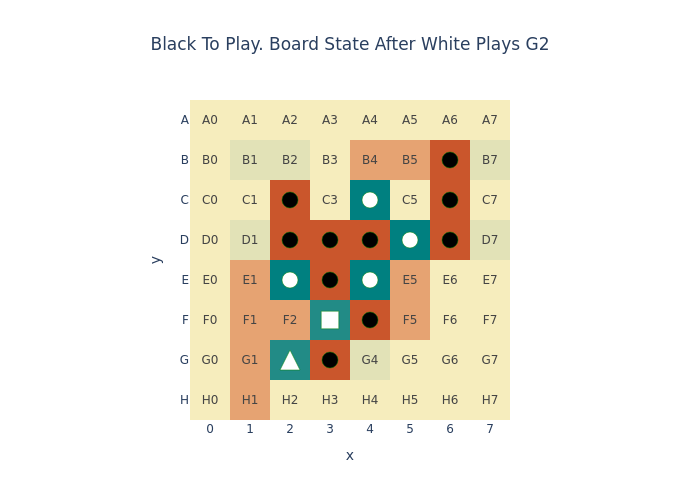 Black To Play. Board State After White Plays G2
A A0 A1 A2 A3 A4 A5 A6 A7
B B0 B1 B2 B3 B4 B5 B7
C C0 C1 C3 C5 C7
D D0 D1 D7
E E0 E1 E5 E6 E7
F F0 F1 F2 F5 F6 F7
G G0 G1 G4 G5 G6 G7
H H0 H1 H2 H3 H4 H5 H6 H7
0 1 2 3 4 5 6 7
x
y